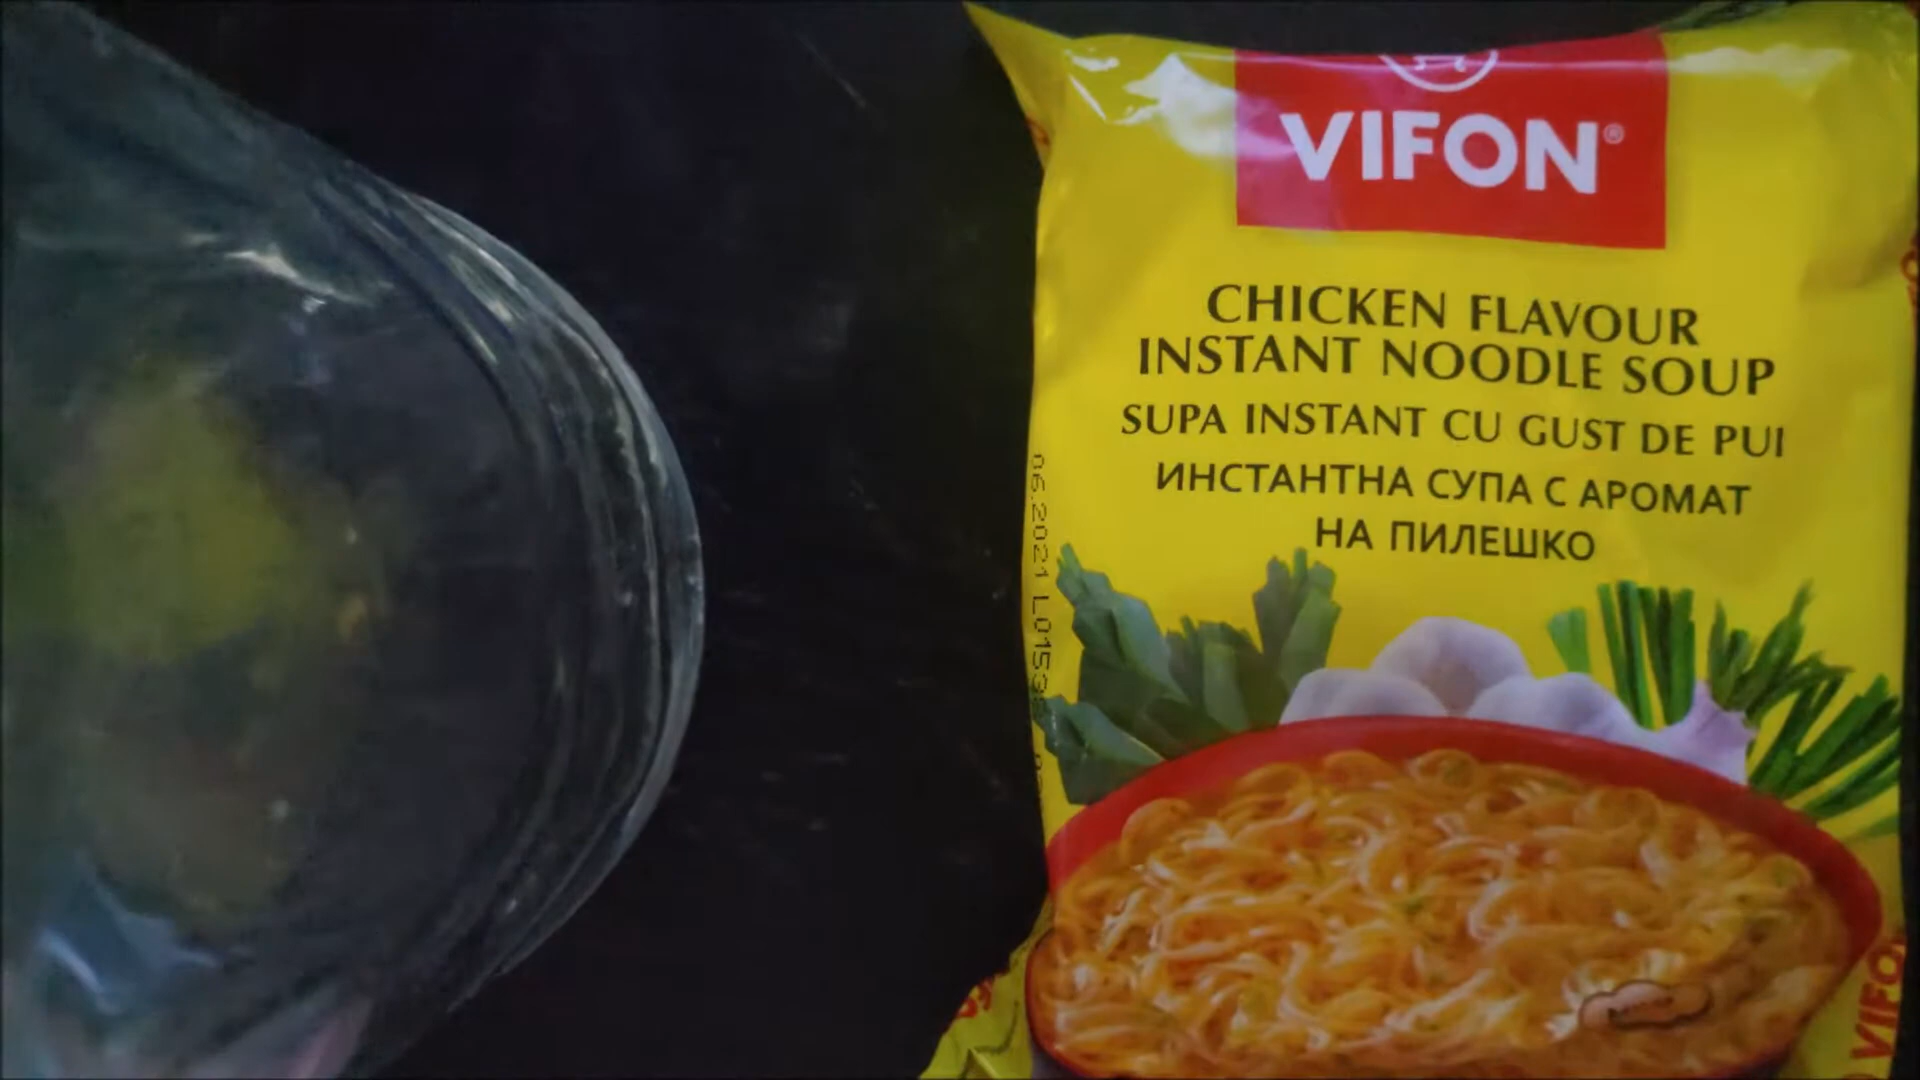 VIFON®
CHICKEN FLAVOUR
INSTANT NOODLE SOUP
SUPA INSTANT CU GUST DE PUI
ИНСТАНТНА СУПА С АРОМАТ
НА ПИЛЕШКО
06.2021
VIFO